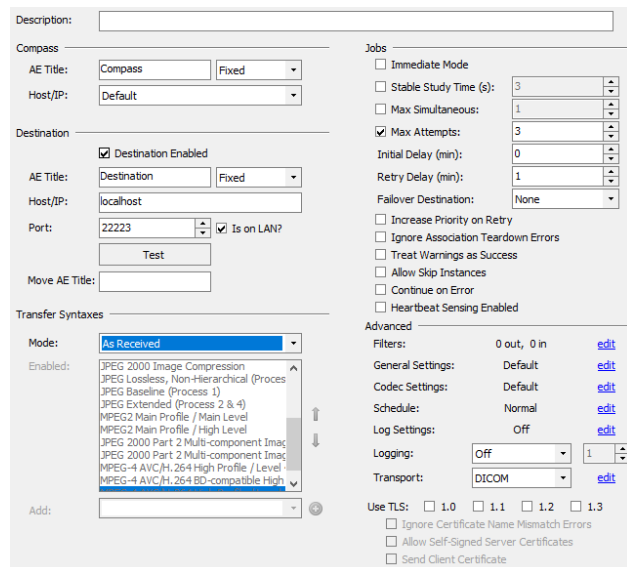 Description:
Compass
AE Title: Compass Fixed
Host/IP: Default
Destination
Destination Enabled
AE Title: Destination Fixed
Host/IP: localhost
Port: 22223 Is on LAN?
Test
Move AE Title:
Transfer Syntaxes
Mode: As Received
Enabled: JPEG 2000 Image Compression
JPEG Lossless, Non-Hierarchical (Proces
JPEG Baseline (Process 1)
JPEG Extended (Process 2 & 4)
MPEG2 Main Profile / Main Level
MPEG2 Main Profile / High Level
JPEG 2000 Part 2 Multi-component Imag
JPEG 2000 Part 2 Multi-component Imag
MPEG-4 AVC/H.264 High Profile / Level
MPEG-4 AVC/H.264 BD-compatible High
Add:
Jobs
Immediate Mode
Stable Study Time (s): 3
Max Simultaneous: 1
Max Attempts: 3
Initial Delay (min): 0
Retry Delay (min): 1
Failover Destination: None
Increase Priority on Retry
Ignore Association Teardown Errors
Treat Warnings as Success
Allow Skip Instances
Continue on Error
Heartbeat Sensing Enabled
Advanced
Filters: 0 out, 0 in edit
General Settings: Default edit
Codec Settings: Default edit
Schedule: Normal edit
Log Settings: Off edit
Logging: Off 1
Transport: DICOM edit
Use TLS: 1.0 1.1 1.2 1.3
Ignore Certificate Name Mismatch Errors
Allow Self-Signed Server Certificates
Send Client Certificate